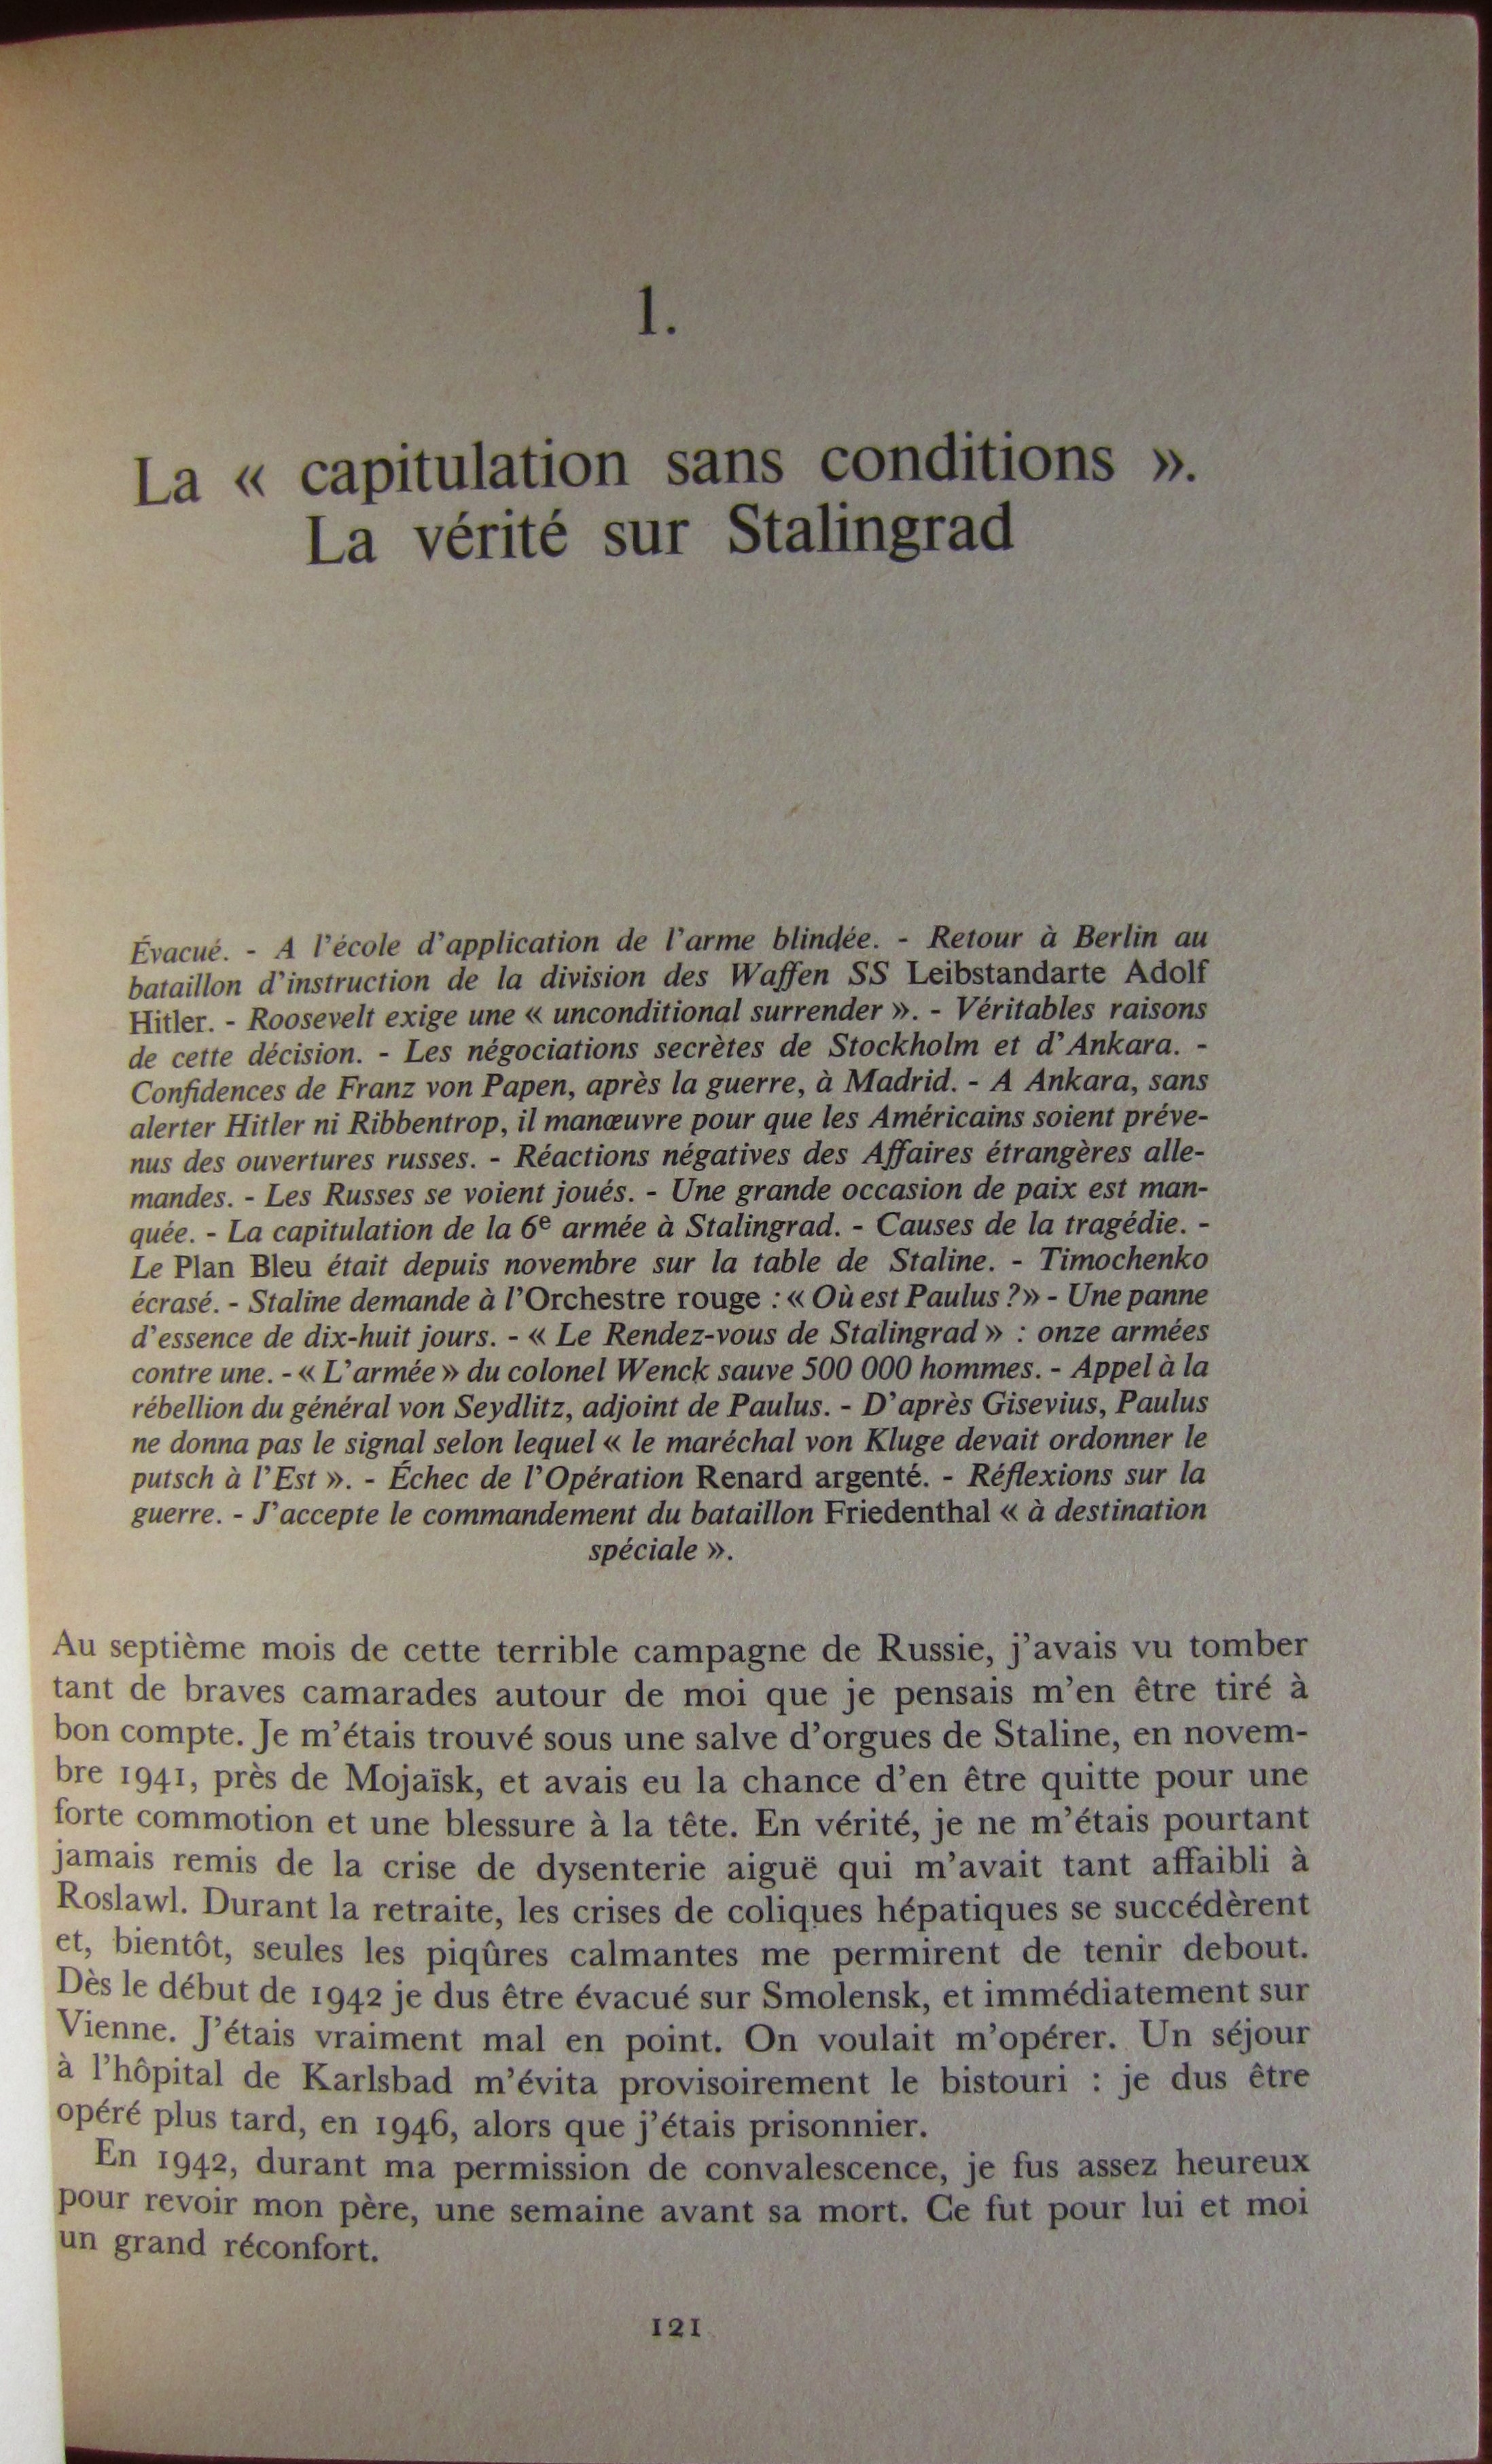 1.
La « capitulation sans conditions ».
La vérité sur Stalingrad
Évacué. - A l'école d'application de l'arme blindée. - Retour à Berlin au
bataillon d'instruction de la division des Waffen SS Leibstandarte Adolf
Hitler. - Roosevelt exige une « unconditional surrender ». - Véritables raisons
de cette décision. - Les négociations secrètes de Stockholm et d'Ankara. -
Confidences de Franz von Papen, après la guerre, à Madrid. - A Ankara, sans
alerter Hitler ni Ribbentrop, il manœuvre pour que les Américains soient préve-
nus des ouvertures russes. - Réactions négatives des Affaires étrangères alle-
mandes. - Les Russes se voient joués. - Une grande occasion de paix est man-
quée. - La capitulation de la 6e armée à Stalingrad. - Causes de la tragédie. -
Le Plan Bleu était depuis novembre sur la table de Staline. - Timochenko
écrasé. - Staline demande à l'Orchestre rouge : « Où est Paulus ? » - Une panne
d'essence de dix-huit jours. - « Le Rendez-vous de Stalingrad » : onze armées
contre une. - « L'armée » du colonel Wenck sauve 500 000 hommes. - Appel à la
rébellion du général von Seydlitz, adjoint de Paulus. - D'après Gisevius, Paulus
ne donna pas le signal selon lequel « le maréchal von Kluge devait ordonner le
putsch à l'Est ». - Échec de l'Opération Renard argenté. - Réflexions sur la
guerre. - J'accepte le commandement du bataillon Friedenthal « à destination
spéciale ».
Au septième mois de cette terrible campagne de Russie, j'avais vu tomber
tant de braves camarades autour de moi que je pensais m'en être tiré à
bon compte. Je m'étais trouvé sous une salve d'orgues de Staline, en novem-
bre 1941, près de Mojaïsk, et avais eu la chance d'en être quitte pour une
forte commotion et une blessure à la tête. En vérité, je ne m'étais pourtant
jamais remis de la crise de dysenterie aiguë qui m'avait tant affaibli à
Roslawl. Durant la retraite, les crises de coliques hépatiques se succédèrent
et, bientôt, seules les piqûres calmantes me permirent de tenir debout.
Dès le début de 1942 je dus être évacué sur Smolensk, et immédiatement sur
Vienne. J'étais vraiment mal en point. On voulait m'opérer. Un séjour
à l'hôpital de Karlsbad m'évita provisoirement le bistouri : je dus être
opéré plus tard, en 1946, alors que j'étais prisonnier.
En 1942, durant ma permission de convalescence, je fus assez heureux
pour revoir mon père, une semaine avant sa mort. Ce fut pour lui et moi
un grand réconfort.
121